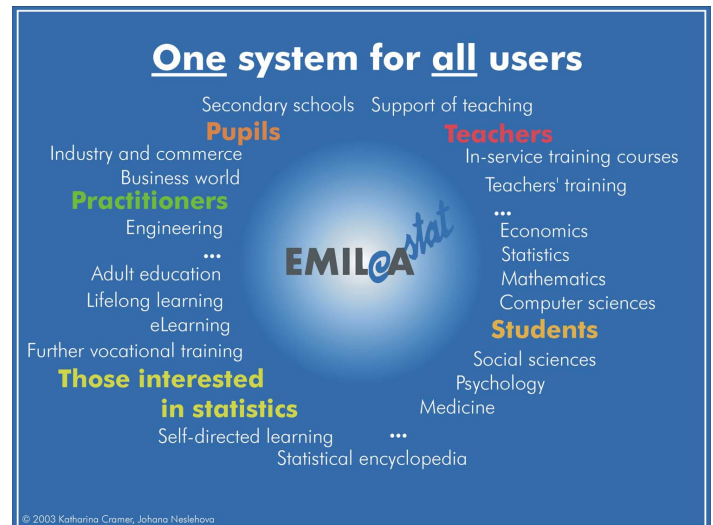 One system for all users
Secondary schools
Support of teaching
Pupils
Teachers
Industry and commerce
In-service training courses
Business world
Teachers' training
Practitioners
...
Engineering
Economics
...
Statistics
EMILeA stat
Adult education
Mathematics
Lifelong learning
Computer sciences
eLearning
Students
Further vocational training
Social sciences
Those interested
in statistics
Psychology
Medicine
Self-directed learning
...
Statistical encyclopedia
© 2003 Katharina Cramer, Johana Neslehova